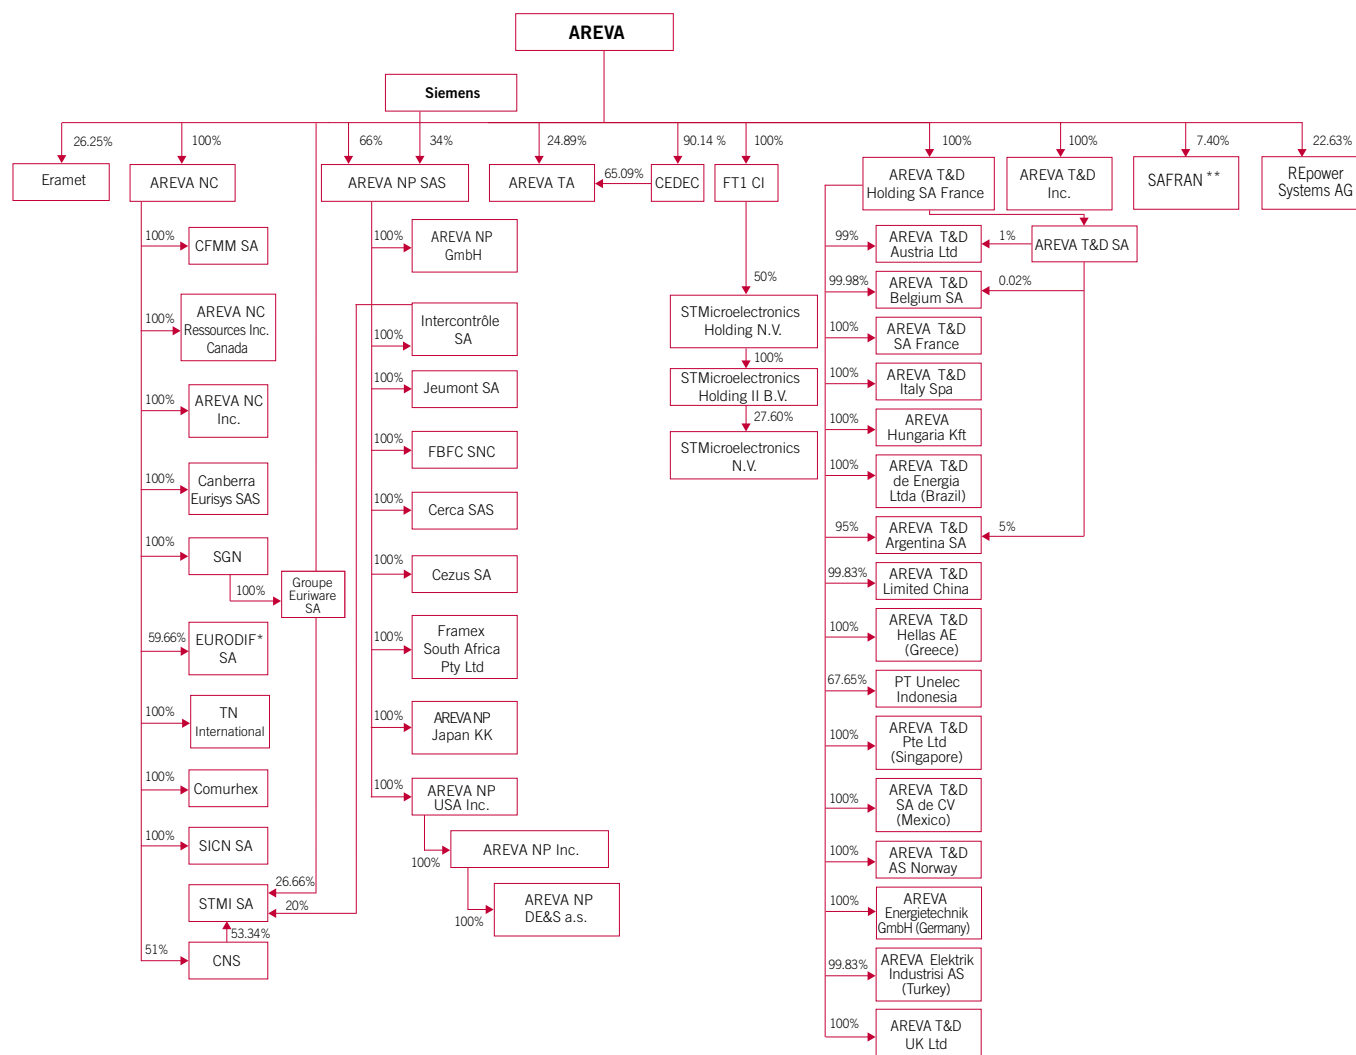 AREVA
Siemens
26.25%
100%
66%
34%
24.89%
90.14 %
100%
100%
100%
7.40%
22.63%
Eramet
AREVA NC
AREVA NP SAS
AREVA TA
65.09%
CEDEC
FT1 CI
AREVA T&D
Holding SA France
AREVA T&D
Inc.
SAFRAN **
REpower
Systems AG
100%
CFMM SA
100%
AREVA NC
Ressources Inc.
Canada
100%
AREVA NC
Inc.
100%
Canberra
Eurisys SAS
100%
SGN
100%
Groupe
Euriware
SA
59.66%
EURODIF*
SA
100%
TN
International
100%
Comurhex
100%
SICN SA
26.66%
STMI SA
20%
53.34%
51%
CNS
100%
AREVA NP
GmbH
100%
Intercontrôle
SA
100%
Jeumont SA
100%
FBFC SNC
100%
Cerca SAS
100%
Cezus SA
100%
Framex
South Africa
Pty Ltd
100%
AREVA NP
Japan KK
100%
AREVA NP
USA Inc.
100%
AREVA NP Inc.
100%
AREVA NP
DE&S a.s.
50%
STMicroelectronics
Holding N.V.
100%
STMicroelectronics
Holding II B.V.
27.60%
STMicroelectronics
N.V.
99%
AREVA T&D
Austria Ltd
1%
AREVA T&D SA
99.98%
AREVA T&D
Belgium SA
0.02%
100%
AREVA T&D
SA France
100%
AREVA T&D
Italy Spa
100%
AREVA
Hungaria Kft
100%
AREVA T&D
de Energia
Ltda (Brazil)
95%
AREVA T&D
Argentina SA
5%
99.83%
AREVA T&D
Limited China
100%
AREVA T&D
Hellas AE
(Greece)
67.65%
PT Unelec
Indonesia
100%
AREVA T&D
Pte Ltd
(Singapore)
100%
AREVA T&D
SA de CV
(Mexico)
100%
AREVA T&D
AS Norway
100%
AREVA
Energietechnik
GmbH (Germany)
99.83%
AREVA Elektrik
Industrisi AS
(Turkey)
100%
AREVA T&D
UK Ltd